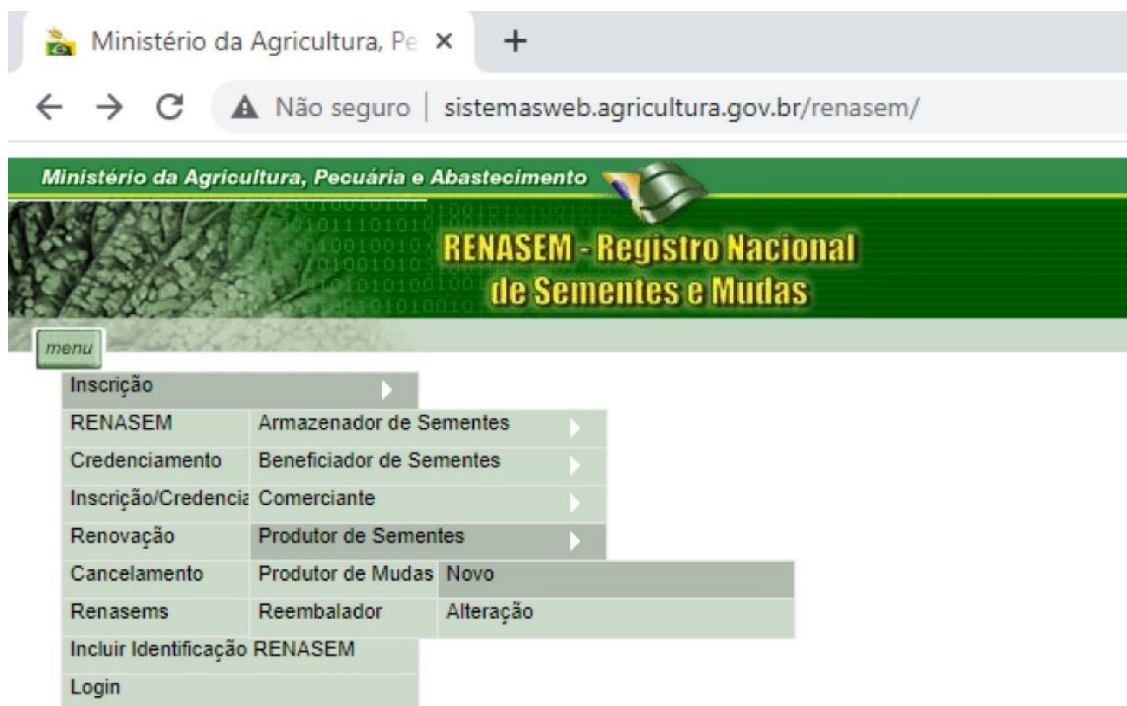 Ministério da Agricultura, Pe
Não seguro | sistemasweb.agricultura.gov.br/renasem/
Ministério da Agricultura, Pecuária e Abastecimento
RENASEM - Registro Nacional
de Sementes e Mudas
menu
Inscrição
RENASEM Armazenador de Sementes
Credenciamento Beneficiador de Sementes
Inscrição/Credencia Comerciante
Renovação Produtor de Sementes
Cancelamento Produtor de Mudas Novo
Renasems Reembalador Alteração
Incluir Identificação RENASEM
Login